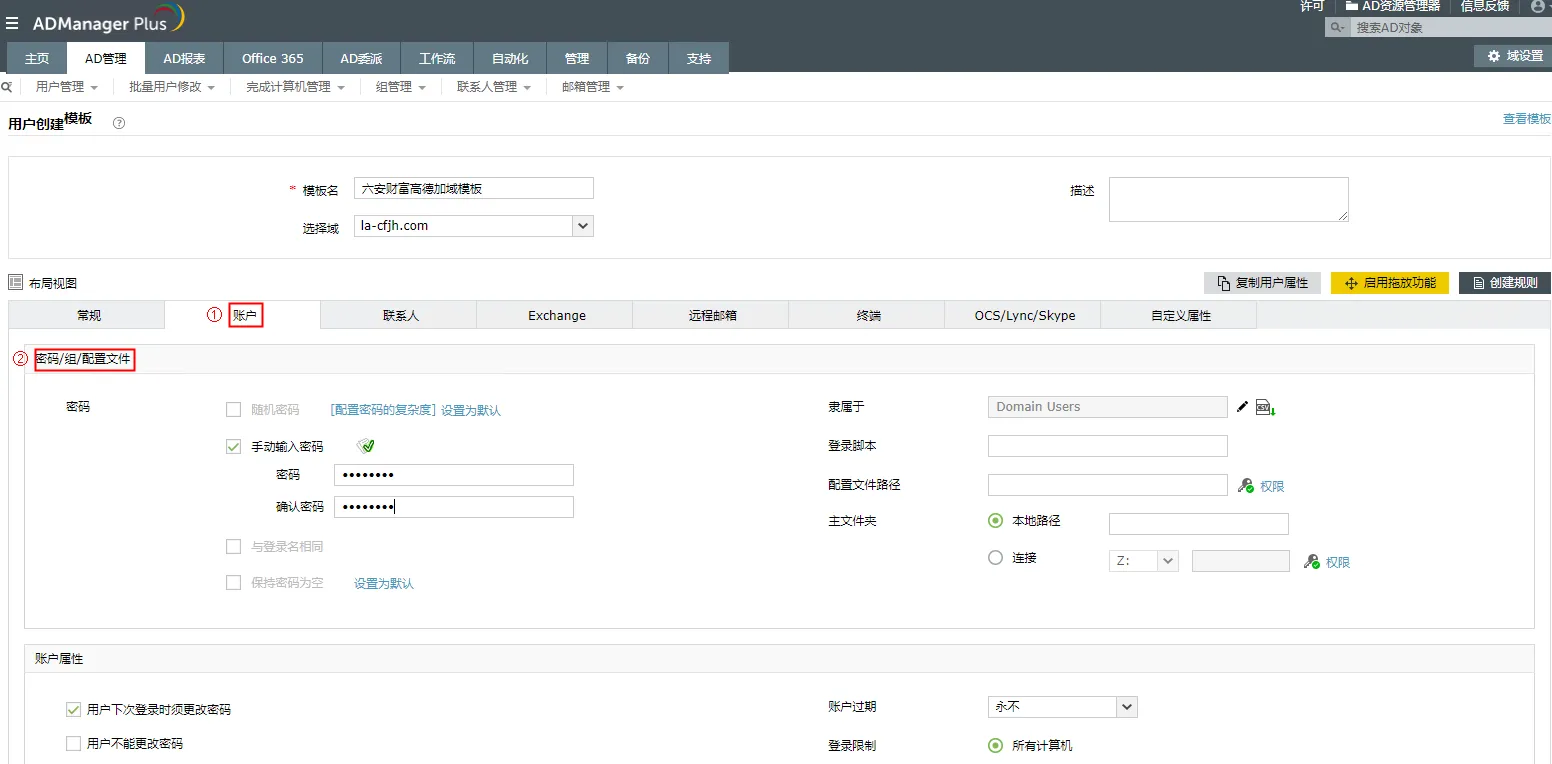 许可 AD资源管理器 信息反馈
ADManager Plus
搜索AD对象
主页 AD管理 AD报表 Office 365 AD委派 工作流 自动化 管理 备份 支持 域设置
用户管理 批量用户修改 完成计算机管理 组管理 联系人管理 邮箱管理
用户创建模板 ? 查看模板
* 模板名 六安财富高德加域模板 描述
选择域 la-cfjh.com
布局视图 复制用户属性 启用拖放功能 创建规则
常规 ① 账户 联系人 Exchange 远程邮箱 终端 OCS/Lync/Skype 自定义属性
② 密码/组/配置文件
密码 随机密码 [配置密码的复杂度] 设置为默认 隶属于 Domain Users CSV
手动输入密码 登录脚本
密码 ••••••••
配置文件路径 权限
确认密码 ••••••••
主文件夹 本地路径
与登录名相同
连接 Z: 权限
保持密码为空 设置为默认
账户属性
用户下次登录时须更改密码 账户过期 永不
用户不能更改密码 登录限制 所有计算机